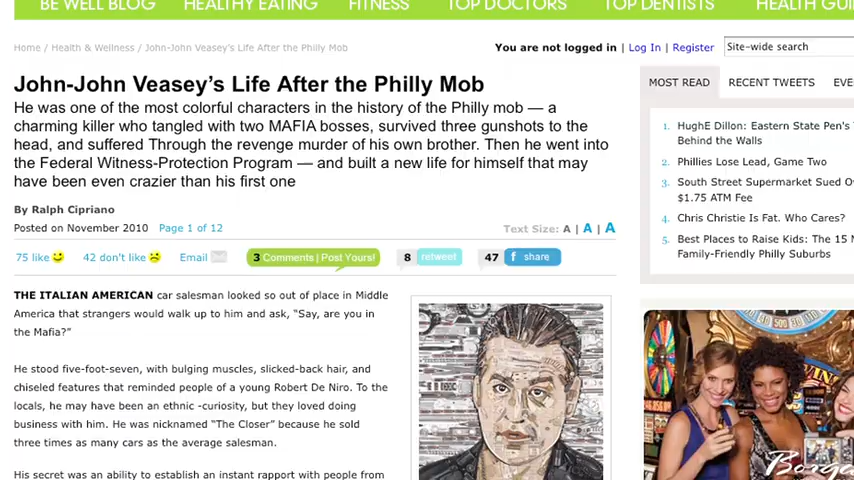 BE WELL BLOG HEALTHY EATING FITNESS TOP DOCTORS TOP DENTISTS HEALTH
Home / Health & Wellness / John-John Veasey's Life After the Philly Mob
You are not logged in | Log In | Register
Site-wide search
John-John Veasey's Life After the Philly Mob
He was one of the most colorful characters in the history of the Philly mob — a
charming killer who tangled with two MAFIA bosses, survived three gunshots to the
head, and suffered Through the revenge murder of his own brother. Then he went into
the Federal Witness-Protection Program — and built a new life for himself that may
have been even crazier than his first one
By Ralph Cipriano
Posted on November 2010 Page 1 of 12
Text Size: A | A | A
75 like 42 don't like Email 3 Comments | Post Yours! 8 retweet 47 f share
THE ITALIAN AMERICAN car salesman looked so out of place in Middle
America that strangers would walk up to him and ask, "Say, are you in
the Mafia?"
He stood five-foot-seven, with bulging muscles, slicked-back hair, and
chiseled features that reminded people of a young Robert De Niro. To the
locals, he may have been an ethnic -curiosity, but they loved doing
business with him. He was nicknamed "The Closer" because he sold
three times as many cars as the average salesman.
His secret was an ability to establish an instant rapport with people from
MOST READ RECENT TWEETS
1. HughE Dillon: Eastern State Pen's
Behind the Walls
2. Phillies Lose Lead, Game Two
3. South Street Supermarket Sued
$1.75 ATM Fee
4. Chris Christie Is Fat. Who Cares?
5. Best Places to Raise Kids: The 15
Family-Friendly Philly Suburbs